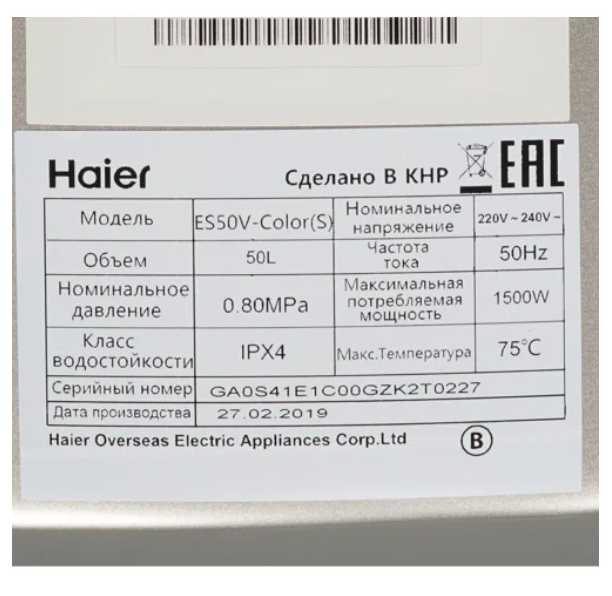 Haier
Сделано В КНР
EAC
Модель ES50V-Color(S) Номинальное напряжение 220V ~ 240V ~
Объем 50L Частота тока 50Hz
Номинальное давление 0.80MPa Максимальная потребляемая мощность 1500W
Класс водостойкости IPX4 Макс.Температура 75°C
Серийный номер GA0S41E1C00GZK2T0227
Дата производства 27.02.2019
Haier Overseas Electric Appliances Corp.Ltd B